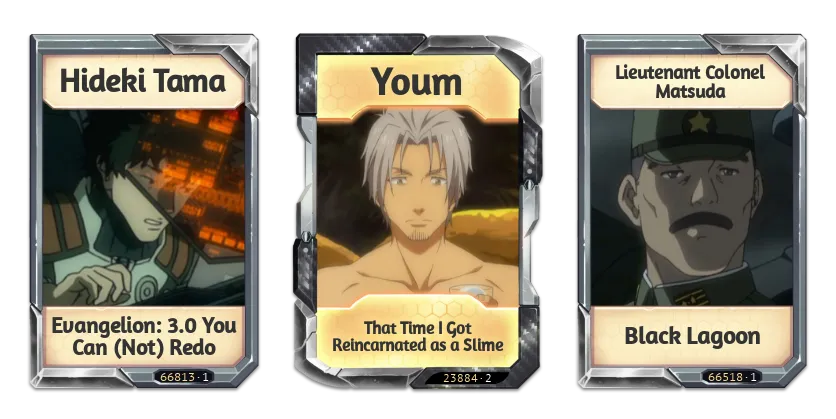 Hideki Tama
Evangelion: 3.0 You
Can (Not) Redo
66813·1
Youm
That Time I Got
Reincarnated as a Slime
23884·2
Lieutenant Colonel
Matsuda
Black Lagoon
66518·1